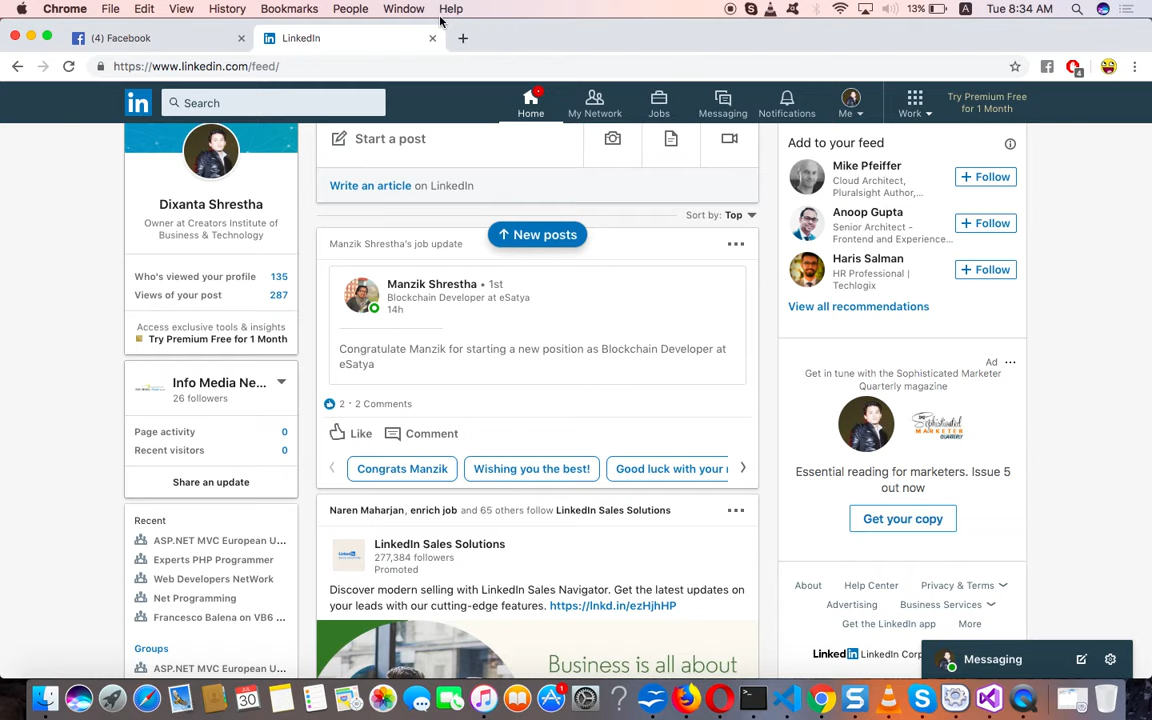 Chrome File Edit View History Bookmarks People Window Help
13% A Tue 8:34 AM
(4) Facebook
LinkedIn
https://www.linkedin.com/feed/
4
in
Search
Home
My Network
Jobs
Messaging
Notifications
Me
Work
Try Premium Free
for 1 Month
Dixanta Shrestha
Owner at Creators Institute of
Business & Technology
Who's viewed your profile 135
Views of your post 287
Access exclusive tools & insights
Try Premium Free for 1 Month
Info Media Ne...
26 followers
Page activity 0
Recent visitors 0
Share an update
Recent
ASP.NET MVC European U...
Experts PHP Programmer
Web Developers NetWork
Net Programming
Francesco Balena on VB6 ...
Groups
ASP.NET MVC European U...
Start a post
Write an article on LinkedIn
Sort by: Top
New posts
Manzik Shrestha's job update
Manzik Shrestha • 1st
Blockchain Developer at eSatya
14h
Congratulate Manzik for starting a new position as Blockchain Developer at
eSatya
2 · 2 Comments
Like Comment
Congrats Manzik
Wishing you the best!
Good luck with your
Naren Maharjan, enrich job and 65 others follow LinkedIn Sales Solutions
LinkedIn Sales Solutions
277,384 followers
Promoted
Discover modern selling with LinkedIn Sales Navigator. Get the latest updates on
your leads with our cutting-edge features. https://lnkd.in/ezHjhHP
Business is all about
Add to your feed
Mike Pfeiffer
Cloud Architect,
Pluralsight Author,...
+ Follow
Anoop Gupta
Senior Architect -
Frontend and Experience...
+ Follow
Haris Salman
HR Professional |
Techlogix
+ Follow
View all recommendations
Ad
Get in tune with the Sophisticated Marketer
Quarterly magazine
Sophisticated
MARKETER
QUARTERLY
Essential reading for marketers. Issue 5
out now
Get your copy
About Help Center Privacy & Terms
Advertising Business Services
Get the LinkedIn app More
LinkedIn LinkedIn Corp
Messaging
30
1